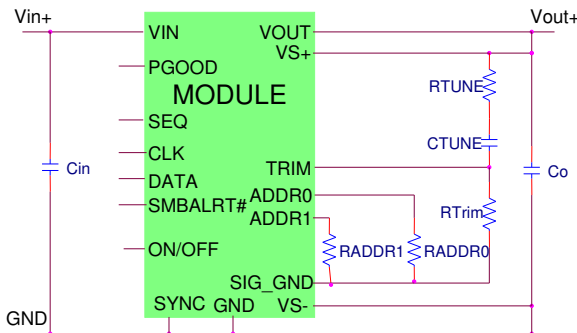 Vin+
VIN
VOUT
Vout+
VS+
PGOOD
RTUNE
MODULE
SEQ
CTUNE
CLK
TRIM
Cin
Co
DATA
ADDR0
SMBALRT#
ADDR1
RTrim
ON/OFF
RADDR1
RADDR0
SIG_GND
SYNC
GND
VS-
GND